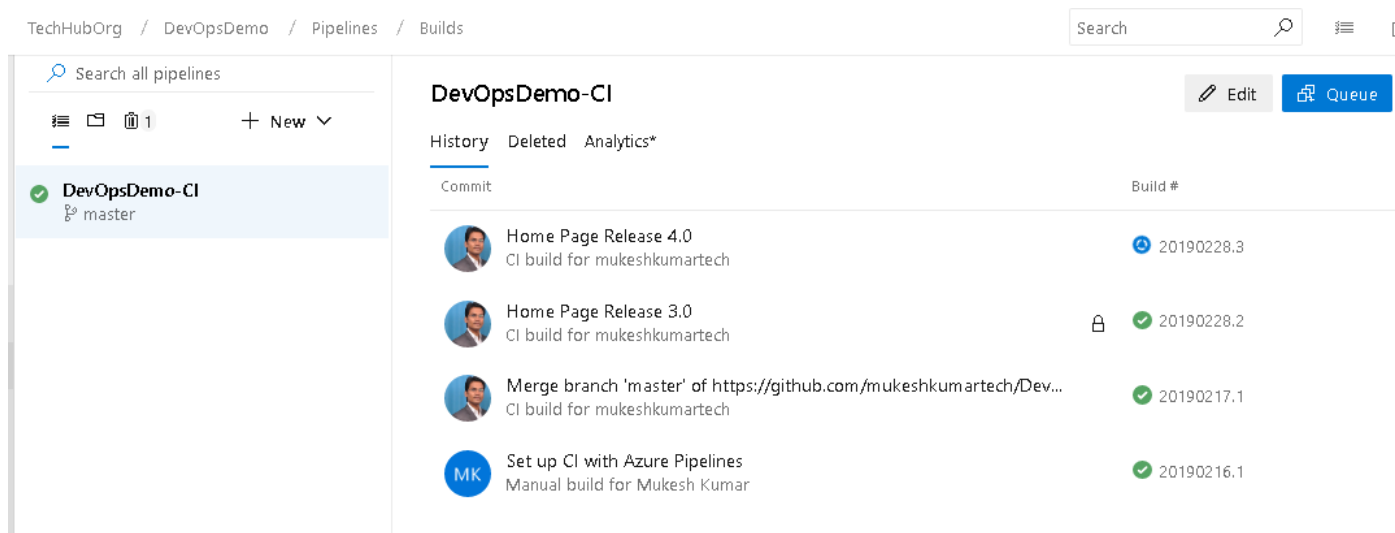 TechHubOrg / DevOpsDemo / Pipelines / Builds
Search
Search all pipelines
1
+ New
DevOpsDemo-CI
master
DevOpsDemo-CI
Edit
Queue
History Deleted Analytics*
Commit
Build #
Home Page Release 4.0
CI build for mukeshkumartech
20190228.3
Home Page Release 3.0
CI build for mukeshkumartech
20190228.2
Merge branch 'master' of https://github.com/mukeshkumartech/Dev...
CI build for mukeshkumartech
20190217.1
MK
Set up CI with Azure Pipelines
Manual build for Mukesh Kumar
20190216.1